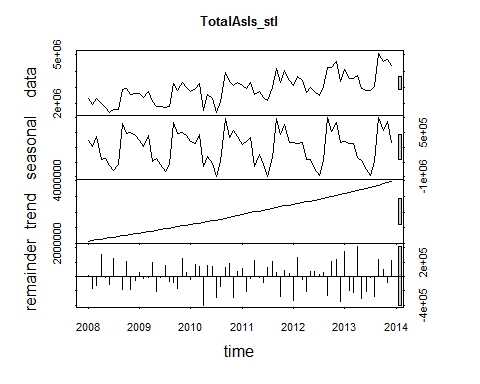 TotalAsIs_stl
data
2e+06 5e+06
seasonal
-1e+06 5e+05
trend
2000000 4000000
remainder
-4e+05 2e+05
2008 2009 2010 2011 2012 2013 2014
time